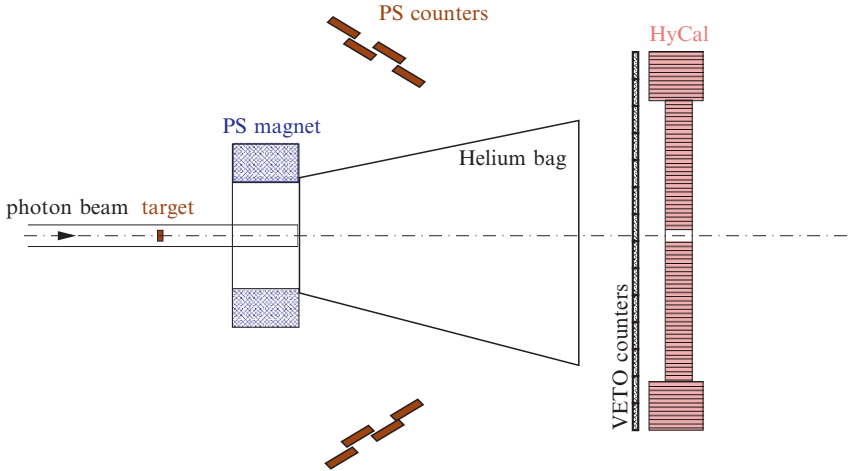 PS counters
HyCal
PS magnet
Helium bag
photon beam target
VETO counters